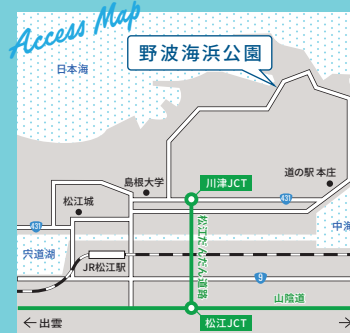 Access Map
野波海浜公園
日本海
島根大学
川津JCT
道の駅 本庄
松江城
431
431
宍道湖
松江だんだん道路
中海
JR松江駅
9
山陰道
←出雲
松江JCT
→